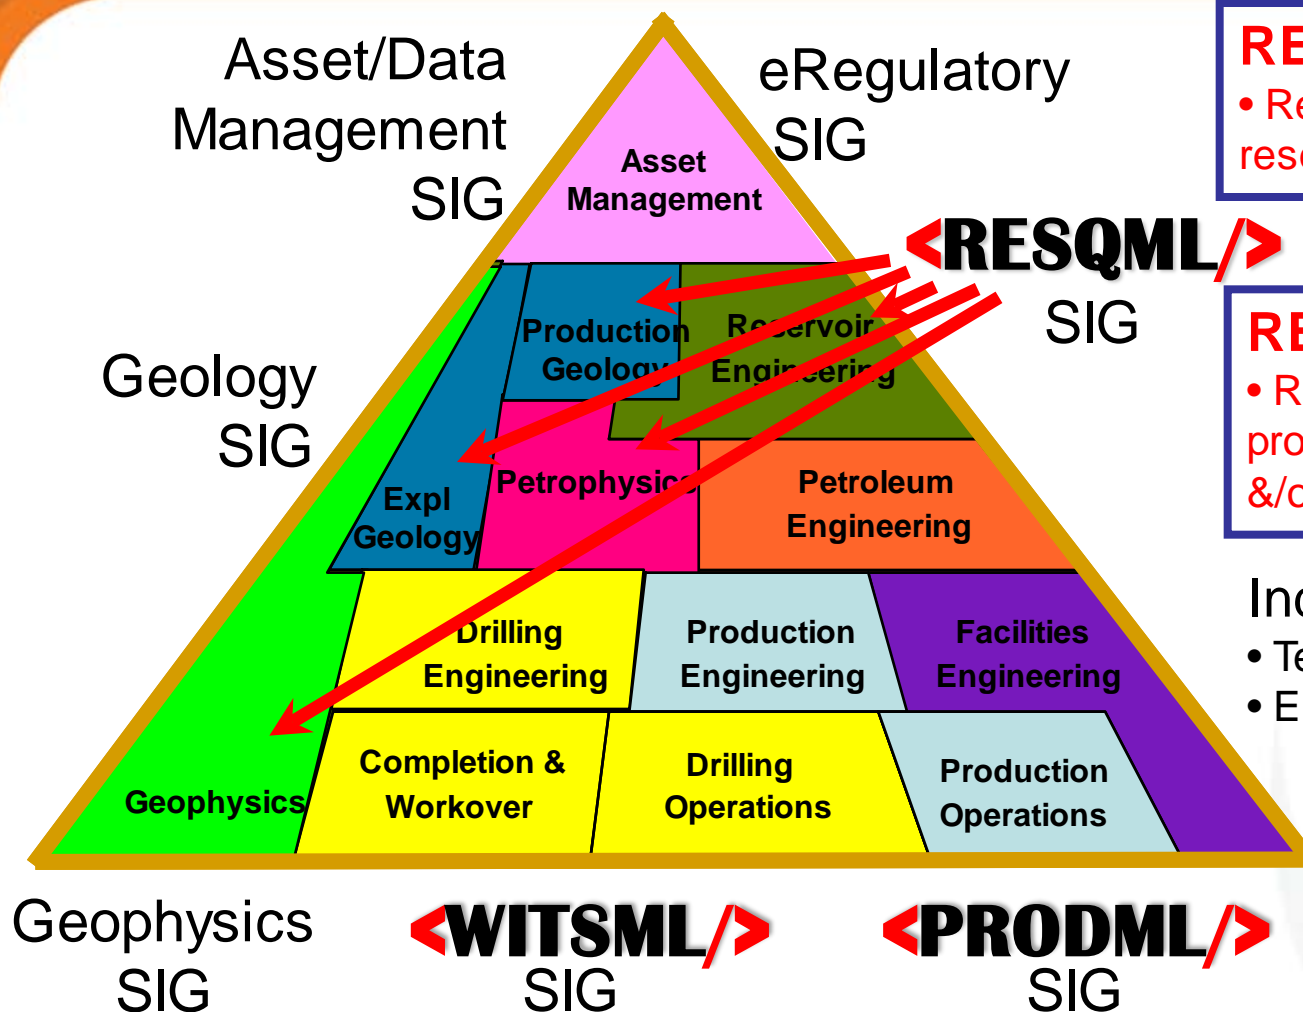 Asset/Data
Management
SIG
eRegulatory
SIG
Asset
Management
<RESQML/>
SIG
Geology
SIG
Production
Geology
Reservoir
Engineering
Expl
Geology
Petrophysics
Petroleum
Engineering
Drilling
Engineering
Production
Engineering
Facilities
Engineering
Geophysics
Completion &
Workover
Drilling
Operations
Production
Operations
Geophysics
SIG
<WITSML/>
SIG
<PRODML/>
SIG